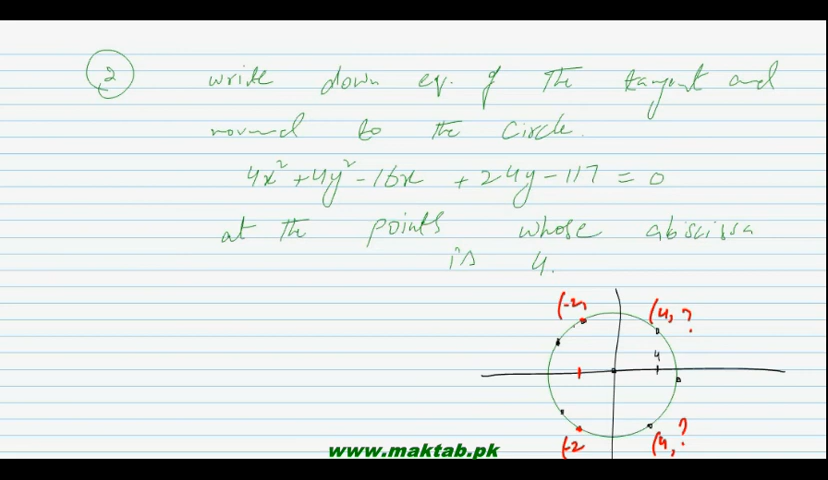 2
write down eq. of the tangent and
normal to the circle.
4x² + 4y² - 16x + 24y - 117 = 0
at the points whose abscissa
is 4.
(-2, (4, ?
4
(-2 (4, ?
www.maktab.pk